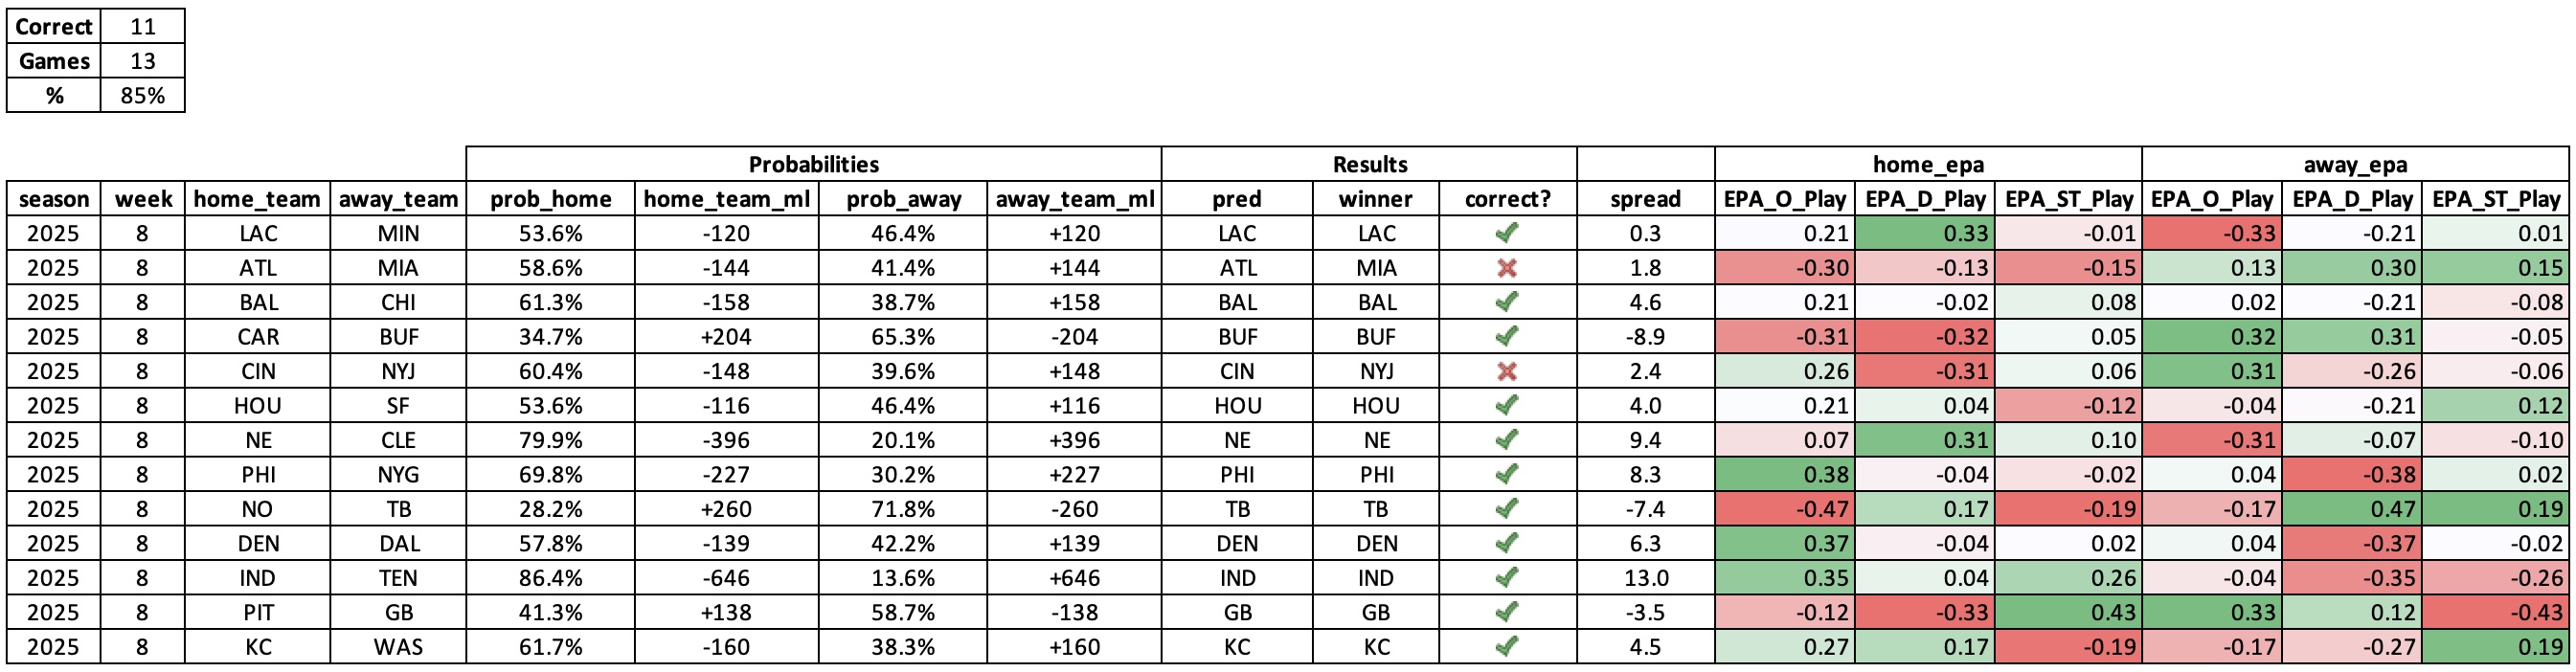 Correct 11
Games 13
% 85%
Probabilities Results home_epa away_epa
season week home_team away_team prob_home home_team_ml prob_away away_team_ml pred winner correct? spread EPA_O_Play EPA_D_Play EPA_ST_Play EPA_O_Play EPA_D_Play EPA_ST_Play
2025 8 LAC MIN 53.6% -120 46.4% +120 LAC LAC 0.3 0.21 0.33 -0.01 -0.33 -0.21 0.01
2025 8 ATL MIA 58.6% -144 41.4% +144 ATL MIA 1.8 -0.30 -0.13 -0.15 0.13 0.30 0.15
2025 8 BAL CHI 61.3% -158 38.7% +158 BAL BAL 4.6 0.21 -0.02 0.08 0.02 -0.21 -0.08
2025 8 CAR BUF 34.7% +204 65.3% -204 BUF BUF -8.9 -0.31 -0.32 0.05 0.32 0.31 -0.05
2025 8 CIN NYJ 60.4% -148 39.6% +148 CIN NYJ 2.4 0.26 -0.31 0.06 0.31 -0.26 -0.06
2025 8 HOU SF 53.6% -116 46.4% +116 HOU HOU 4.0 0.21 0.04 -0.12 -0.04 -0.21 0.12
2025 8 NE CLE 79.9% -396 20.1% +396 NE NE 9.4 0.07 0.31 0.10 -0.31 -0.07 -0.10
2025 8 PHI NYG 69.8% -227 30.2% +227 PHI PHI 8.3 0.38 -0.04 -0.02 0.04 -0.38 0.02
2025 8 NO TB 28.2% +260 71.8% -260 TB TB -7.4 -0.47 0.17 -0.19 -0.17 0.47 0.19
2025 8 DEN DAL 57.8% -139 42.2% +139 DEN DEN 6.3 0.37 -0.04 0.02 0.04 -0.37 -0.02
2025 8 IND TEN 86.4% -646 13.6% +646 IND IND 13.0 0.35 0.04 0.26 -0.04 -0.35 -0.26
2025 8 PIT GB 41.3% +138 58.7% -138 GB GB -3.5 -0.12 -0.33 0.43 0.33 0.12 -0.43
2025 8 KC WAS 61.7% -160 38.3% +160 KC KC 4.5 0.27 0.17 -0.19 -0.17 -0.27 0.19